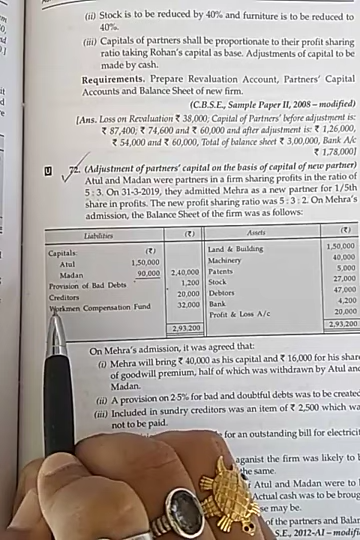 (ii) Stock is to be reduced by 40% and furniture is to be reduced to
40%.
(iii) Capitals of partners shall be proportionate to their profit sharing
ratio taking Rohan's capital as base. Adjustments of capital to be
made by cash.
Requirements. Prepare Revaluation Account, Partners' Capital
Accounts and Balance Sheet of new firm.
(C.B.S.E., Sample Paper II, 2008 – modified)
[Ans. Loss on Revaluation ₹ 38,000; Capital of Partners' before adjustment is:
₹ 87,400; ₹ 74,600 and ₹ 60,000 and after adjustment is: ₹ 1,26,000,
₹ 54,000 and ₹ 60,000, Total of balance sheet ₹ 3,00,000, Bank A/c
₹ 1,78,000]
U 72. (Adjustment of partners' capital on the basis of capital of new partner)
Atul and Madan were partners in a firm sharing profits in the ratio of
5 : 3. On 31-3-2019, they admitted Mehra as a new partner for 1/5th
share in profits. The new profit sharing ratio was 5 : 3 : 2. On Mehra's
admission, the Balance Sheet of the firm was as follows:
Liabilities (₹) Assets (₹)
Capitals: (₹) Land & Building 1,50,000
Atul 1,50,000 Machinery 40,000
Madan 90,000 2,40,000 Patents 5,000
Provision of Bad Debts 1,200 Stock 27,000
Creditors 20,000 Debtors 47,000
Workmen Compensation Fund 32,000 Bank 4,200
Profit & Loss A/c 20,000
2,93,200 2,93,200
On Mehra's admission, it was agreed that:
(i) Mehra will bring ₹ 40,000 as his capital and ₹ 16,000 for his share
of goodwill premium, half of which was withdrawn by Atul and
Madan.
(ii) A provision on 2·5% for bad and doubtful debts was to be created
(iii) Included in sundry creditors was an item of ₹ 2,500 which wa
not to be paid.
for an outstanding bill for electricit
aganist the firm was likely to
the same.
Atul and Madan were to
Actual cash was to be broug
se may be.
of the partners and Balan
S.E., 2012-AI – modifi